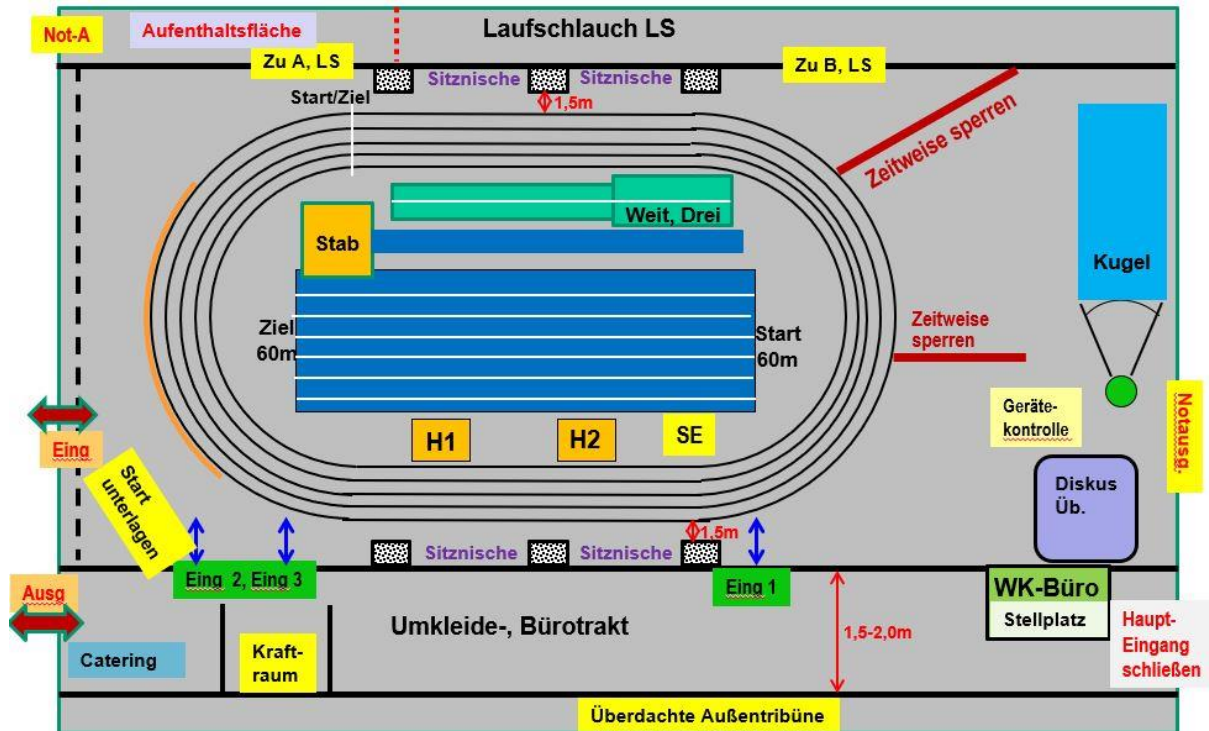 Not-A
Aufenthaltsfläche
Laufschlauch LS
Zu A, LS
Sitznische
Sitznische
Zu B, LS
Start/Ziel
1,5m
Zeitweise sperren
Weit, Drei
Stab
Kugel
Ziel
60m
Start
60m
Zeitweise
sperren
Geräte-
kontrolle
Notausg.
H1
H2
SE
Eing
Start
unterlagen
Diskus
Üb.
1,5m
Sitznische
Sitznische
Eing 2, Eing 3
Eing 1
WK-Büro
Stellplatz
Ausg
Umkleide-, Bürotrakt
1,5-2,0m
Haupt-
Eingang
schließen
Catering
Kraft-
raum
Überdachte Außentribüne